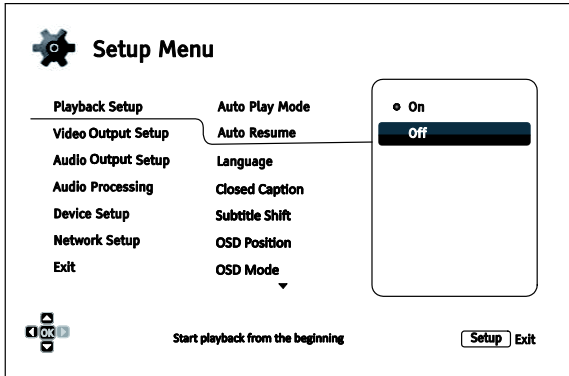 Setup Menu
Playback Setup
Video Output Setup
Audio Output Setup
Audio Processing
Device Setup
Network Setup
Exit
Auto Play Mode
Auto Resume
Language
Closed Caption
Subtitle Shift
OSD Position
OSD Mode
On
Off
OK
Start playback from the beginning
Setup Exit